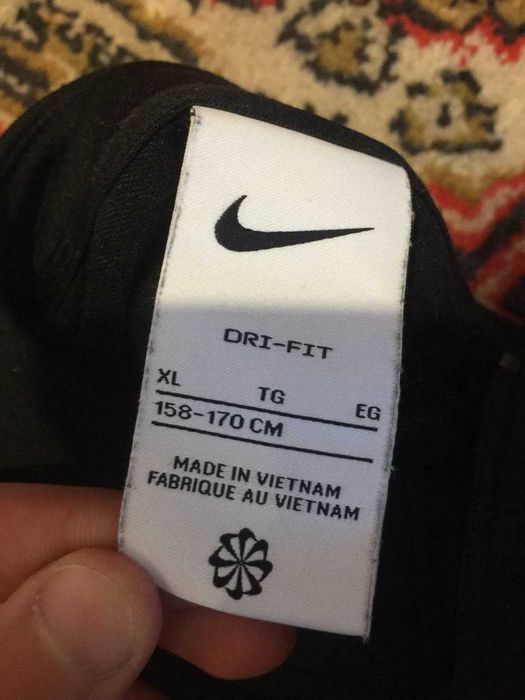 DRI-FIT
XL TG EG
158-170 CM
MADE IN VIETNAM
FABRIQUE AU VIETNAM